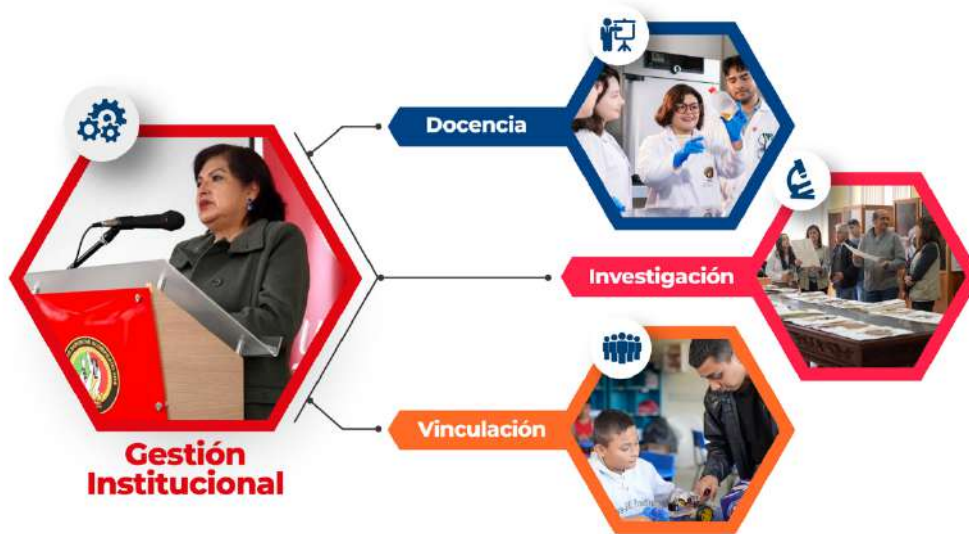 Docencia
Investigación
Vinculación
Gestión
Institucional